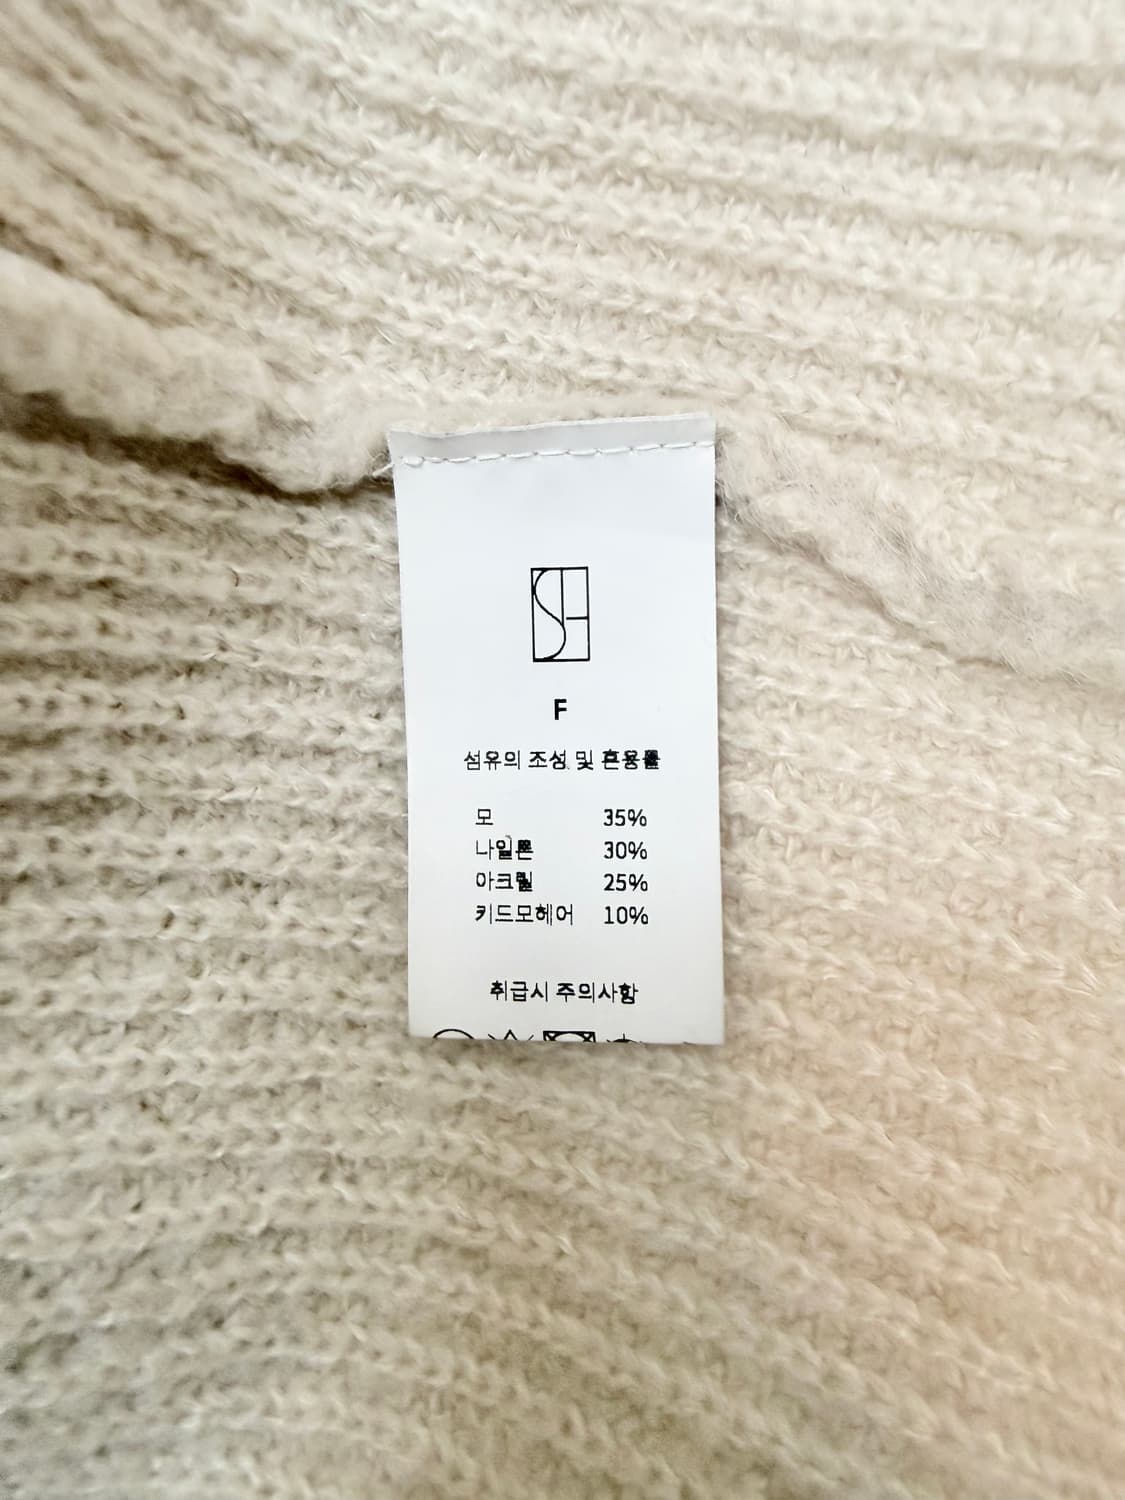 SH
F
섬유의 조성 및 혼용률
모 35%
나일론 30%
아크릴 25%
키드모헤어 10%
취급시 주의사항